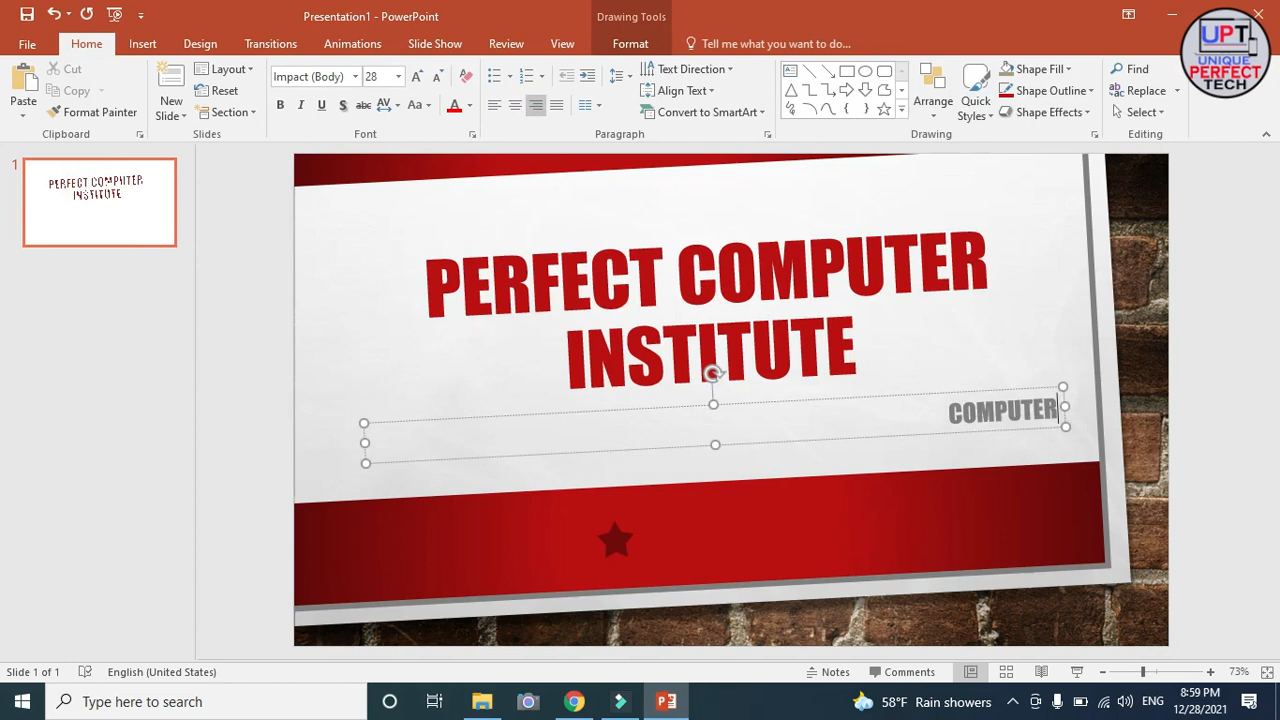 Presentation1 - PowerPoint
Drawing Tools
File
Home
Insert
Design
Transitions
Animations
Slide Show
Review
View
Format
Tell me what you want to do...
UPT
UNIQUE
PERFECT
TECH
Paste
Cut
Copy
Format Painter
Clipboard
New
Slide
Layout
Reset
Section
Slides
Impact (Body)
28
B I U S abc AV Aa A
Font
Text Direction
Align Text
Convert to SmartArt
Paragraph
Arrange
Quick
Styles
Shape Fill
Shape Outline
Shape Effects
Drawing
Find
Replace
Select
Editing
1
PERFECT COMPUTER
INSTITUTE
PERFECT COMPUTER
INSTITUTE
COMPUTER
Slide 1 of 1
English (United States)
Notes
Comments
73%
Type here to search
58°F Rain showers
ENG
8:59 PM
12/28/2021